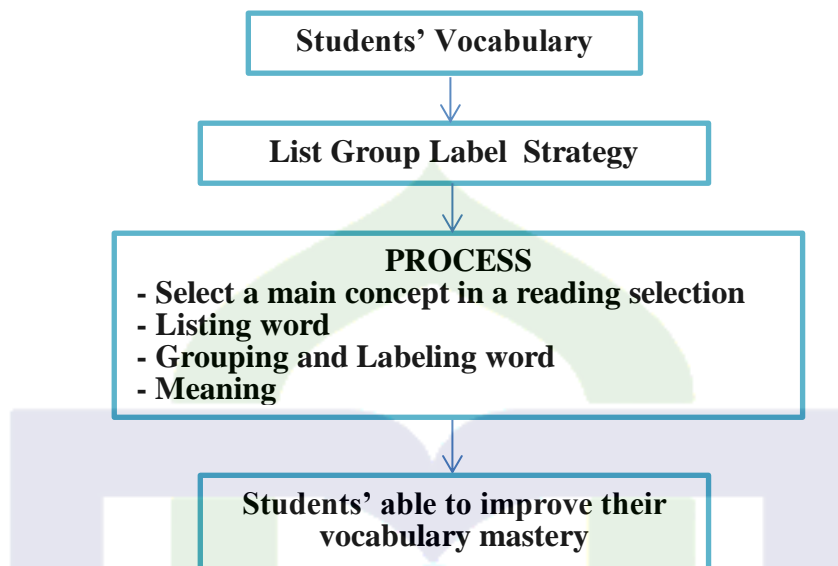 Students’ Vocabulary
List Group Label Strategy
PROCESS
- Select a main concept in a reading selection
- Listing word
- Grouping and Labeling word
- Meaning
Students’ able to improve their
vocabulary mastery